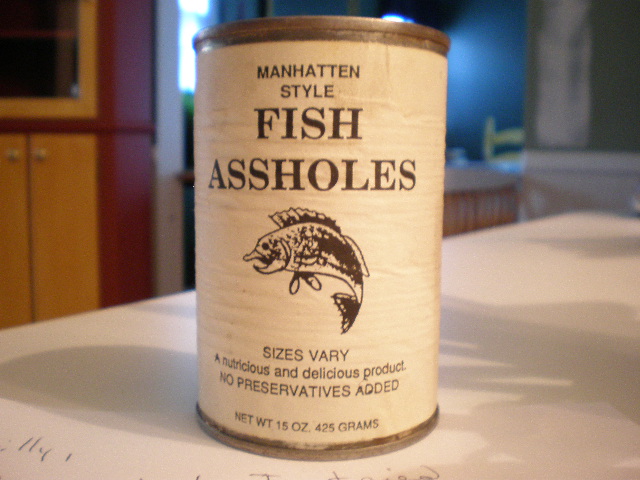 MANHATTEN
STYLE
FISH
ASSHOLES
SIZES VARY
A nutricious and delicious product.
NO PRESERVATIVES ADDED
NET WT 15 OZ. 425 GRAMS